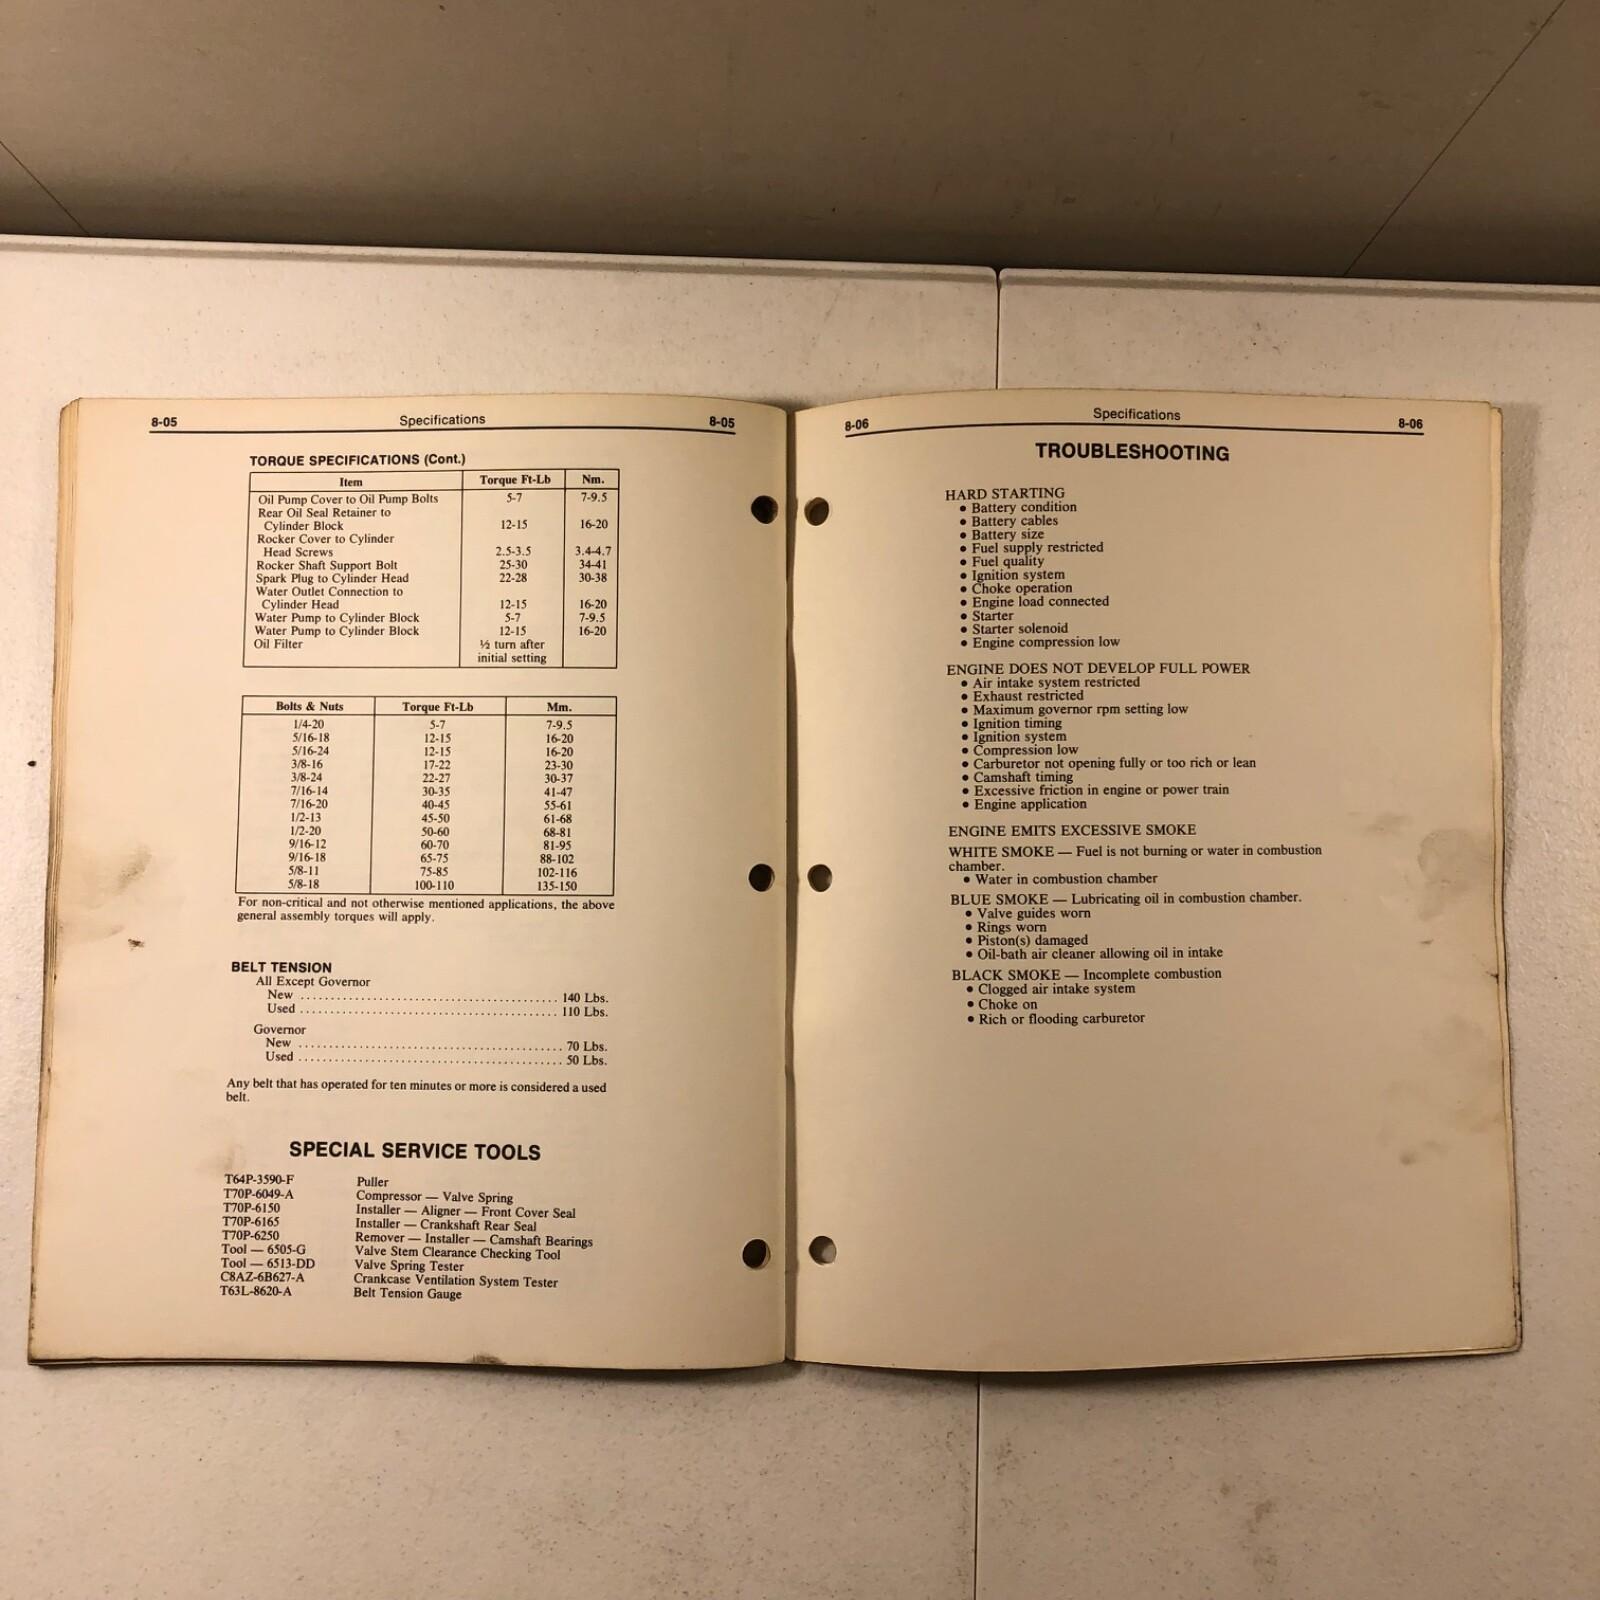 8-05 Specifications 8-05
TORQUE SPECIFICATIONS (Cont.)
Item Torque Ft-Lb Nm.
Oil Pump Cover to Oil Pump Bolts 5-7 7-9.5
Rear Oil Seal Retainer to
Cylinder Block 12-15 16-20
Rocker Cover to Cylinder
Head Screws 2.5-3.5 3.4-4.7
Rocker Shaft Support Bolt 25-30 34-41
Spark Plug to Cylinder Head 22-28 30-38
Water Outlet Connection to
Cylinder Head 12-15 16-20
Water Pump to Cylinder Block 5-7 7-9.5
Water Pump to Cylinder Block 12-15 16-20
Oil Filter ½ turn after
initial setting
Bolts & Nuts Torque Ft-Lb Mm.
1/4-20 5-7 7-9.5
5/16-18 12-15 16-20
5/16-24 12-15 16-20
3/8-16 17-22 23-30
3/8-24 22-27 30-37
7/16-14 30-35 41-47
7/16-20 40-45 55-61
1/2-13 45-50 61-68
1/2-20 50-60 68-81
9/16-12 60-70 81-95
9/16-18 65-75 88-102
5/8-11 75-85 102-116
5/8-18 100-110 135-150
For non-critical and not otherwise mentioned applications, the above
general assembly torques will apply.
BELT TENSION
All Except Governor
New ........................................ 140 Lbs.
Used ........................................ 110 Lbs.
Governor
New ........................................ 70 Lbs.
Used ........................................ 50 Lbs.
Any belt that has operated for ten minutes or more is considered a used
belt.
SPECIAL SERVICE TOOLS
T64P-3590-F Puller
T70P-6049-A Compressor — Valve Spring
T70P-6150 Installer — Aligner — Front Cover Seal
T70P-6165 Installer — Crankshaft Rear Seal
T70P-6250 Remover — Installer — Camshaft Bearings
Tool — 6505-G Valve Stem Clearance Checking Tool
Tool — 6513-DD Valve Spring Tester
C8AZ-6B627-A Crankcase Ventilation System Tester
T63L-8620-A Belt Tension Gauge
8-06 Specifications 8-06
TROUBLESHOOTING
HARD STARTING
• Battery condition
• Battery cables
• Battery size
• Fuel supply restricted
• Fuel quality
• Ignition system
• Choke operation
• Engine load connected
• Starter
• Starter solenoid
• Engine compression low
ENGINE DOES NOT DEVELOP FULL POWER
• Air intake system restricted
• Exhaust restricted
• Maximum governor rpm setting low
• Ignition timing
• Ignition system
• Compression low
• Carburetor not opening fully or too rich or lean
• Camshaft timing
• Excessive friction in engine or power train
• Engine application
ENGINE EMITS EXCESSIVE SMOKE
WHITE SMOKE — Fuel is not burning or water in combustion
chamber.
• Water in combustion chamber
BLUE SMOKE — Lubricating oil in combustion chamber.
• Valve guides worn
• Rings worn
• Piston(s) damaged
• Oil-bath air cleaner allowing oil in intake
BLACK SMOKE — Incomplete combustion
• Clogged air intake system
• Choke on
• Rich or flooding carburetor